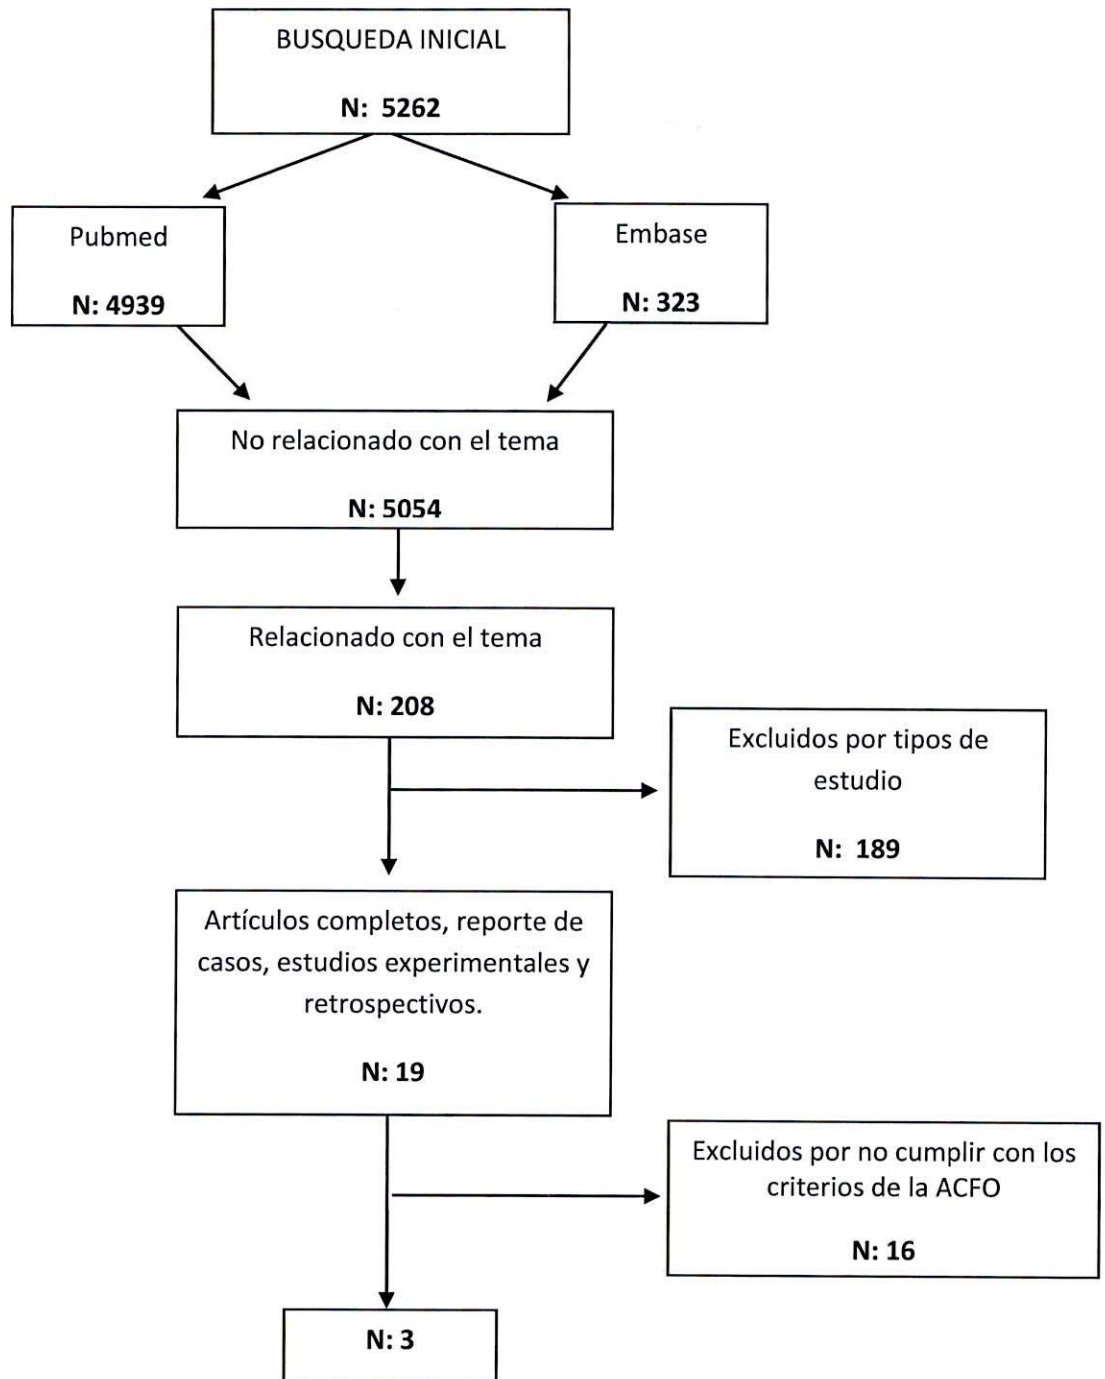 BUSQUEDA INICIAL
N: 5262
Pubmed
N: 4939
Embase
N: 323
No relacionado con el tema
N: 5054
Relacionado con el tema
N: 208
Excluidos por tipos de
estudio
N: 189
Artículos completos, reporte de
casos, estudios experimentales y
retrospectivos.
N: 19
Excluidos por no cumplir con los
criterios de la ACFO
N: 16
N: 3